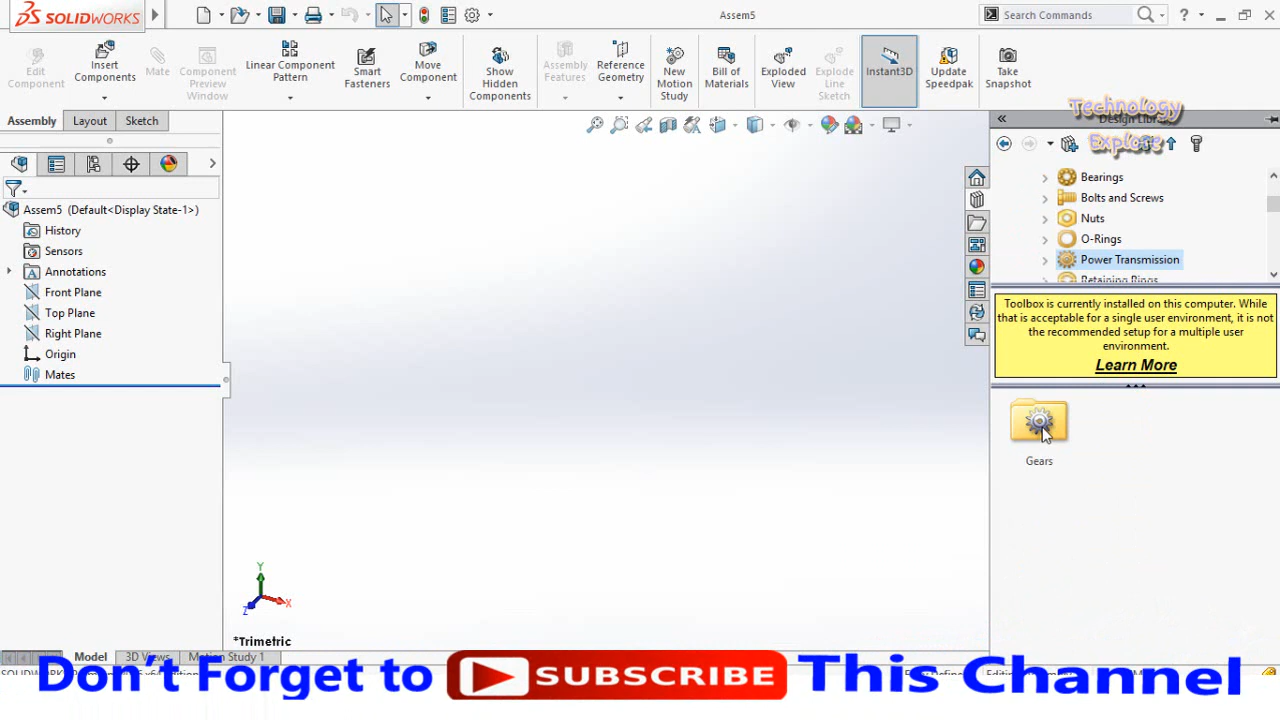 SOLIDWORKS
Assem5
Search Commands
?
Edit Component
Insert Components
Mate
Component Preview Window
Linear Component Pattern
Smart Fasteners
Move Component
Show Hidden Components
Assembly Features
Reference Geometry
New Motion Study
Bill of Materials
Exploded View
Explode Line Sketch
Instant3D
Update Speedpak
Take Snapshot
Technology
Explore
Assembly
Layout
Sketch
Assem5 (Default<Display State-1>)
History
Sensors
Annotations
Front Plane
Top Plane
Right Plane
Origin
Mates
Bearings
Bolts and Screws
Nuts
O-Rings
Power Transmission
Retaining Rings
Toolbox is currently installed on this computer. While
that is acceptable for a single user environment, it is not
the recommended setup for a multiple user
environment.
Learn More
Gears
Y
X
Z
*Trimetric
Model
3D Views
Motion Study 1
Don't Forget to SUBSCRIBE This Channel